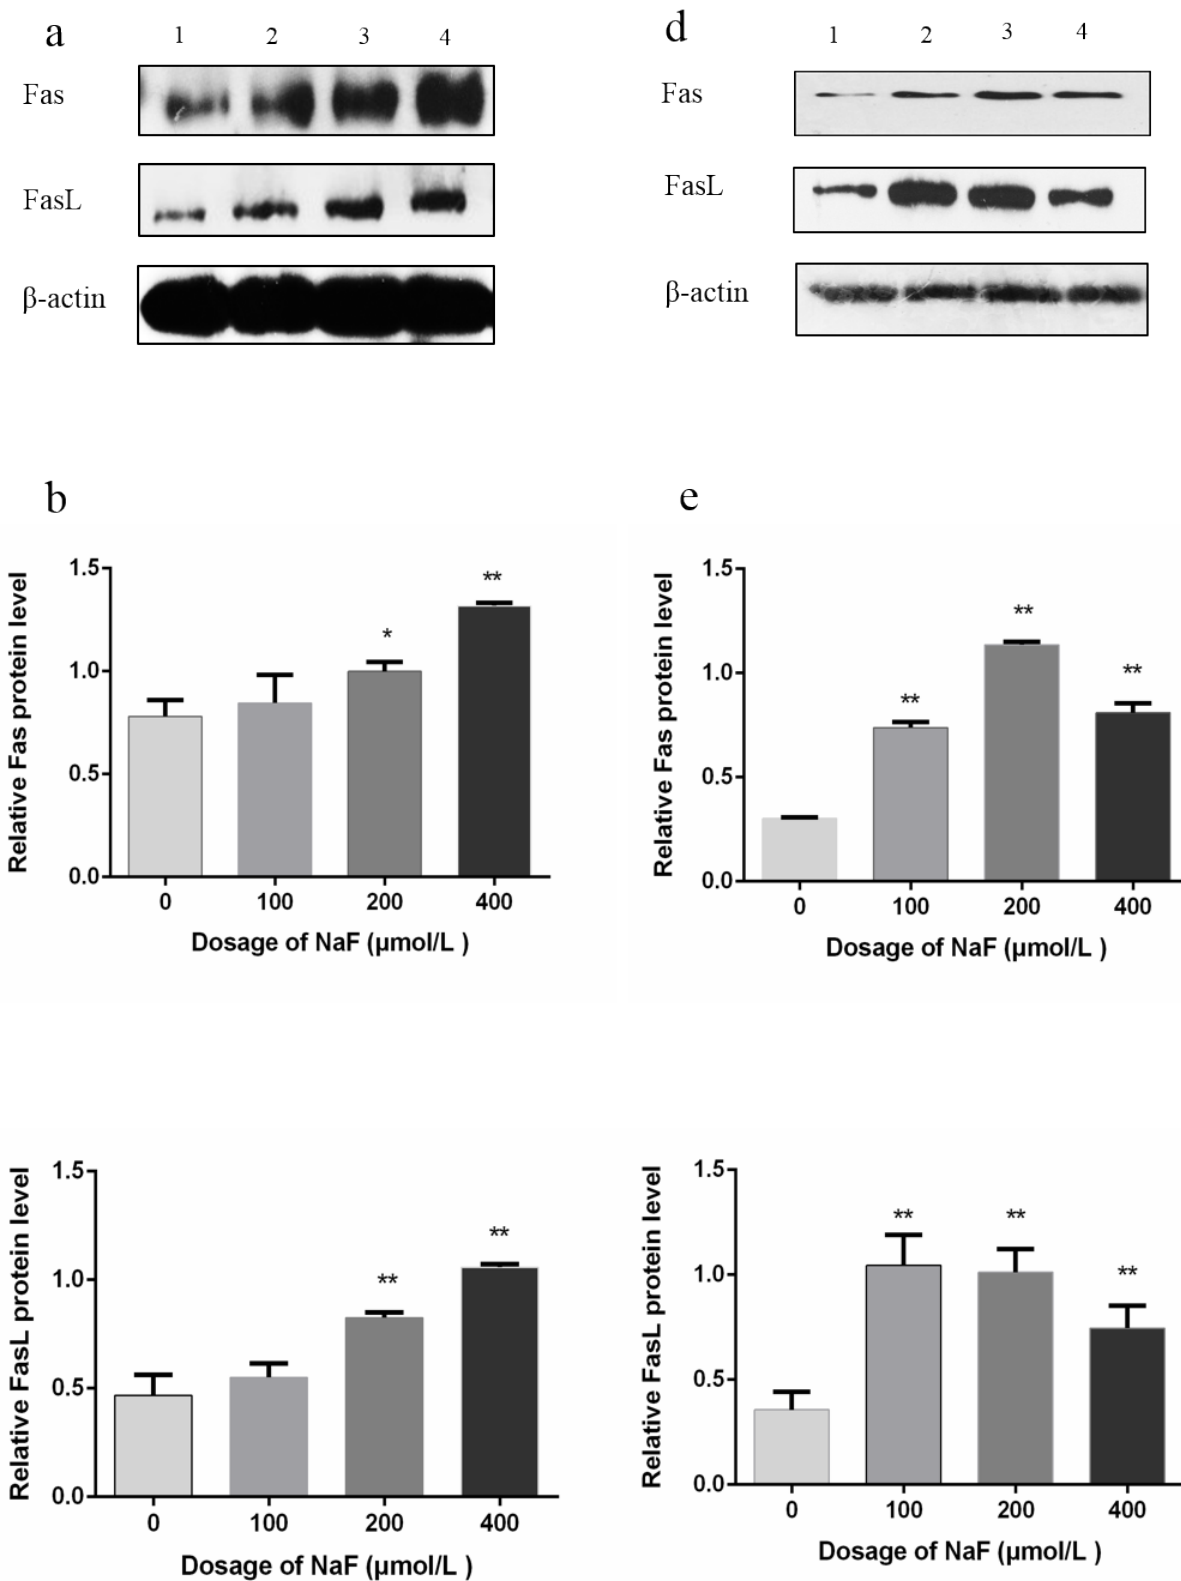 a
1 2 3 4
Fas
FasL
β-actin
d
1 2 3 4
Fas
FasL
β-actin
b
Relative Fas protein level
1.5
1.0
0.5
0.0
*
**
0 100 200 400
Dosage of NaF (μmol/L )
e
Relative Fas protein level
1.5
1.0
0.5
0.0
**
**
**
0 100 200 400
Dosage of NaF (μmol/L )
Relative FasL protein level
1.5
1.0
0.5
0.0
**
**
0 100 200 400
Dosage of NaF (μmol/L )
Relative FasL protein level
1.5
1.0
0.5
0.0
**
**
**
0 100 200 400
Dosage of NaF (μmol/L )